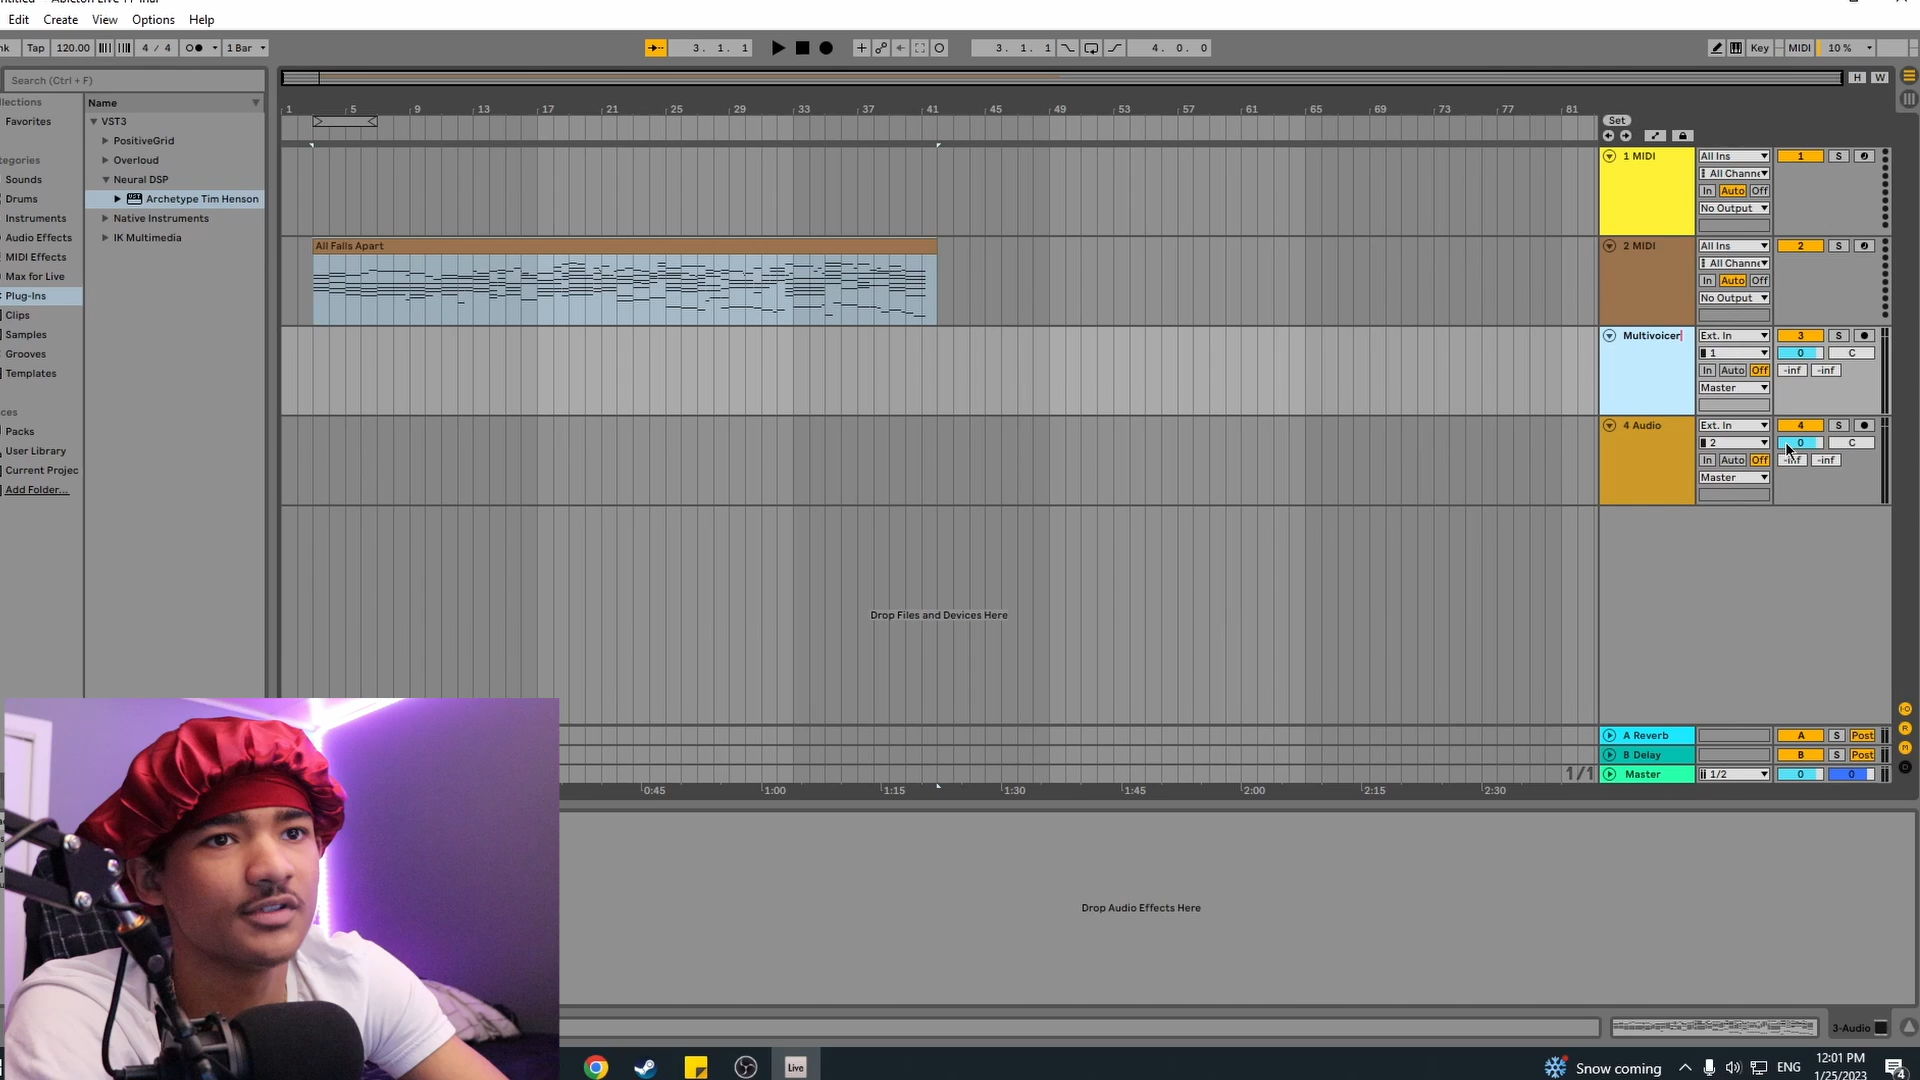 Edit Create View Options Help
Tap 120.00 4 / 4 1 Bar 3. 1. 1 3. 1. 1 4. 0. 0 Key MIDI 10 %
Search (Ctrl + F)
H W
Favorites
Sounds
Drums
Instruments
Audio Effects
MIDI Effects
Max for Live
Plug-Ins
Clips
Samples
Grooves
Templates
Packs
User Library
Current Projec
Add Folder...
Name
VST3
PositiveGrid
Overloud
Neural DSP
Archetype Tim Henson
Native Instruments
IK Multimedia
1 5 9 13 17 21 25 29 33 37 41 45 49 53 57 61 65 69 73 77 81
Set
1 MIDI All Ins 1 S
All Channe
In Auto Off
No Output
All Falls Apart
2 MIDI All Ins 2 S
All Channe
In Auto Off
No Output
Multivoicer Ext. In 3 S
1 0 C
In Auto Off -inf -inf
Master
4 Audio Ext. In 4 S
2 0 C
In Auto Off -inf -inf
Master
Drop Files and Devices Here
A Reverb A S Post
B Delay B S Post
1/1 Master 1/2 0 0
0:45 1:00 1:15 1:30 1:45 2:00 2:15 2:30
Drop Audio Effects Here
3-Audio
Live Snow coming ENG 12:01 PM
1/25/2023 4